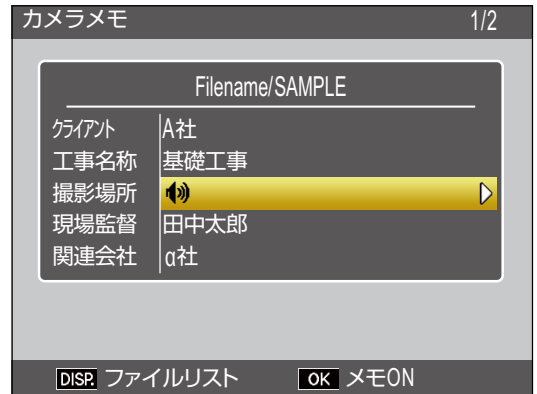 カメラメモ 1/2
Filename/SAMPLE
クライアント A社
工事名称 基礎工事
撮影場所
現場監督 田中太郎
関連会社 α社
DISP. ファイルリスト OK メモON